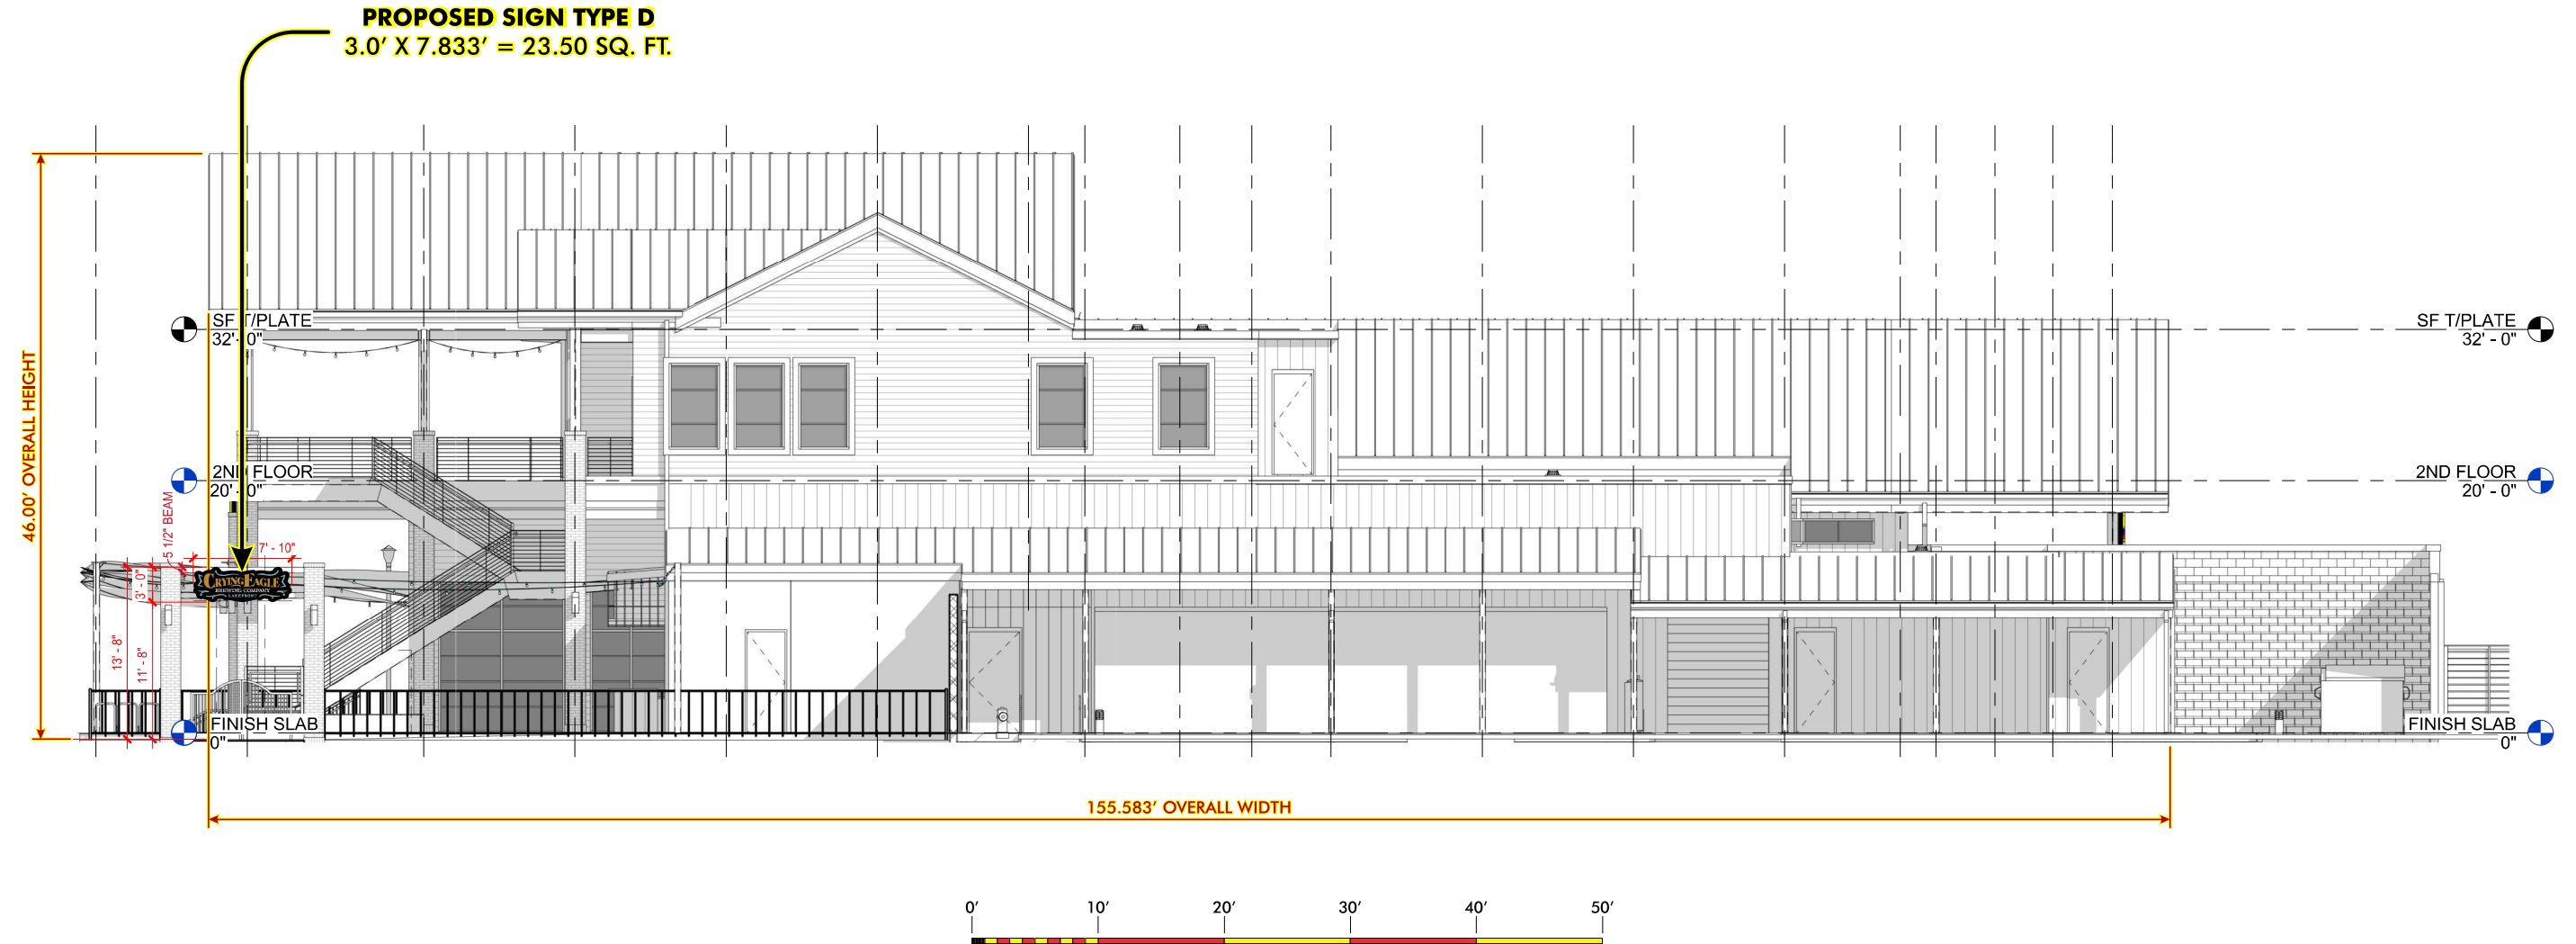 PROPOSED SIGN TYPE D
3.0' X 7.833' = 23.50 SQ. FT.
46.00' OVERALL HEIGHT
SF T/PLATE
32'-0"
SF T/PLATE
32' - 0"
2ND FLOOR
20'-0"
2ND FLOOR
20' - 0"
5 1/2" BEAM
7' - 10"
3' - 0"
CRYING EAGLE
BREWING COMPANY
LAKEFRONT
13' - 8"
11' - 8"
FINISH SLAB
0"
FINISH SLAB
0"
155.583' OVERALL WIDTH
0' 10' 20' 30' 40' 50'